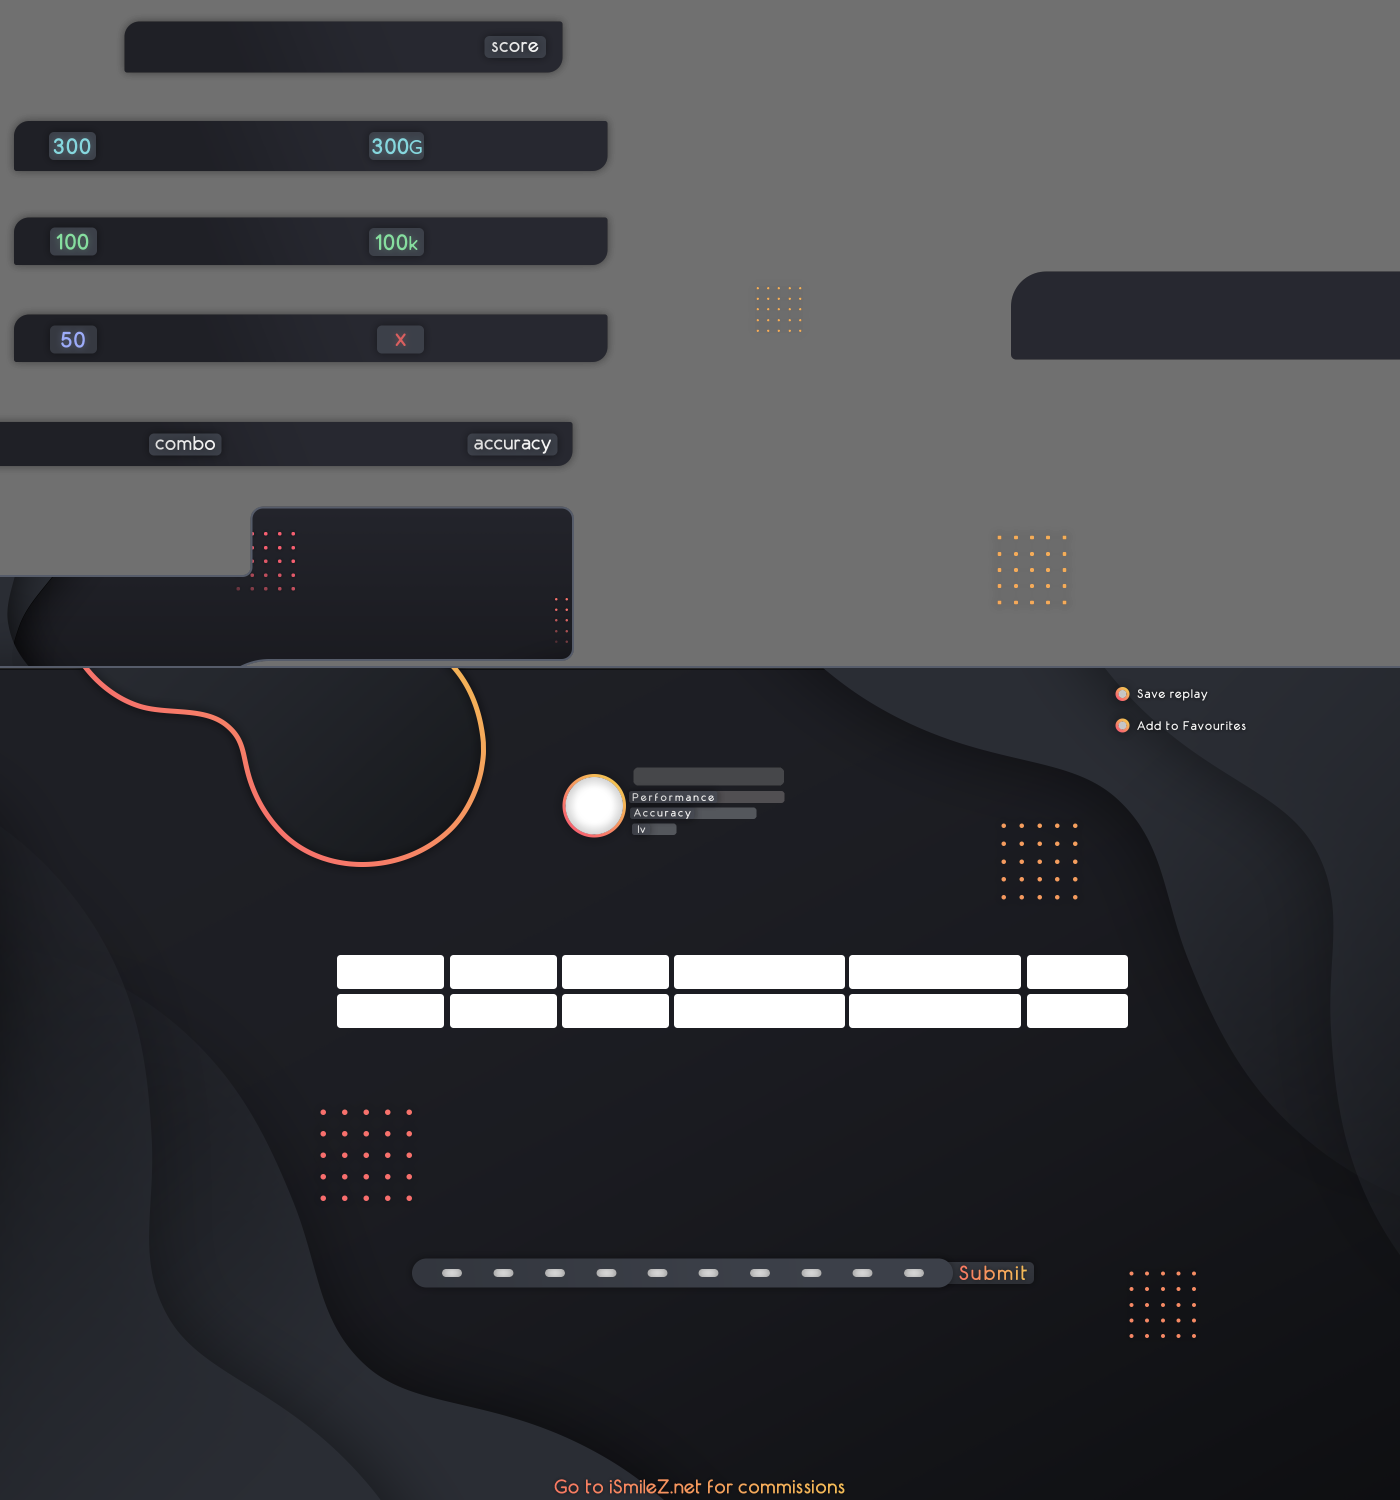 score
300 300G
100 100k
50 X
combo accuracy
Save replay
Add to Favourites
Performance
Accuracy
lv
Submit
Go to iSmileZ.net for commissions